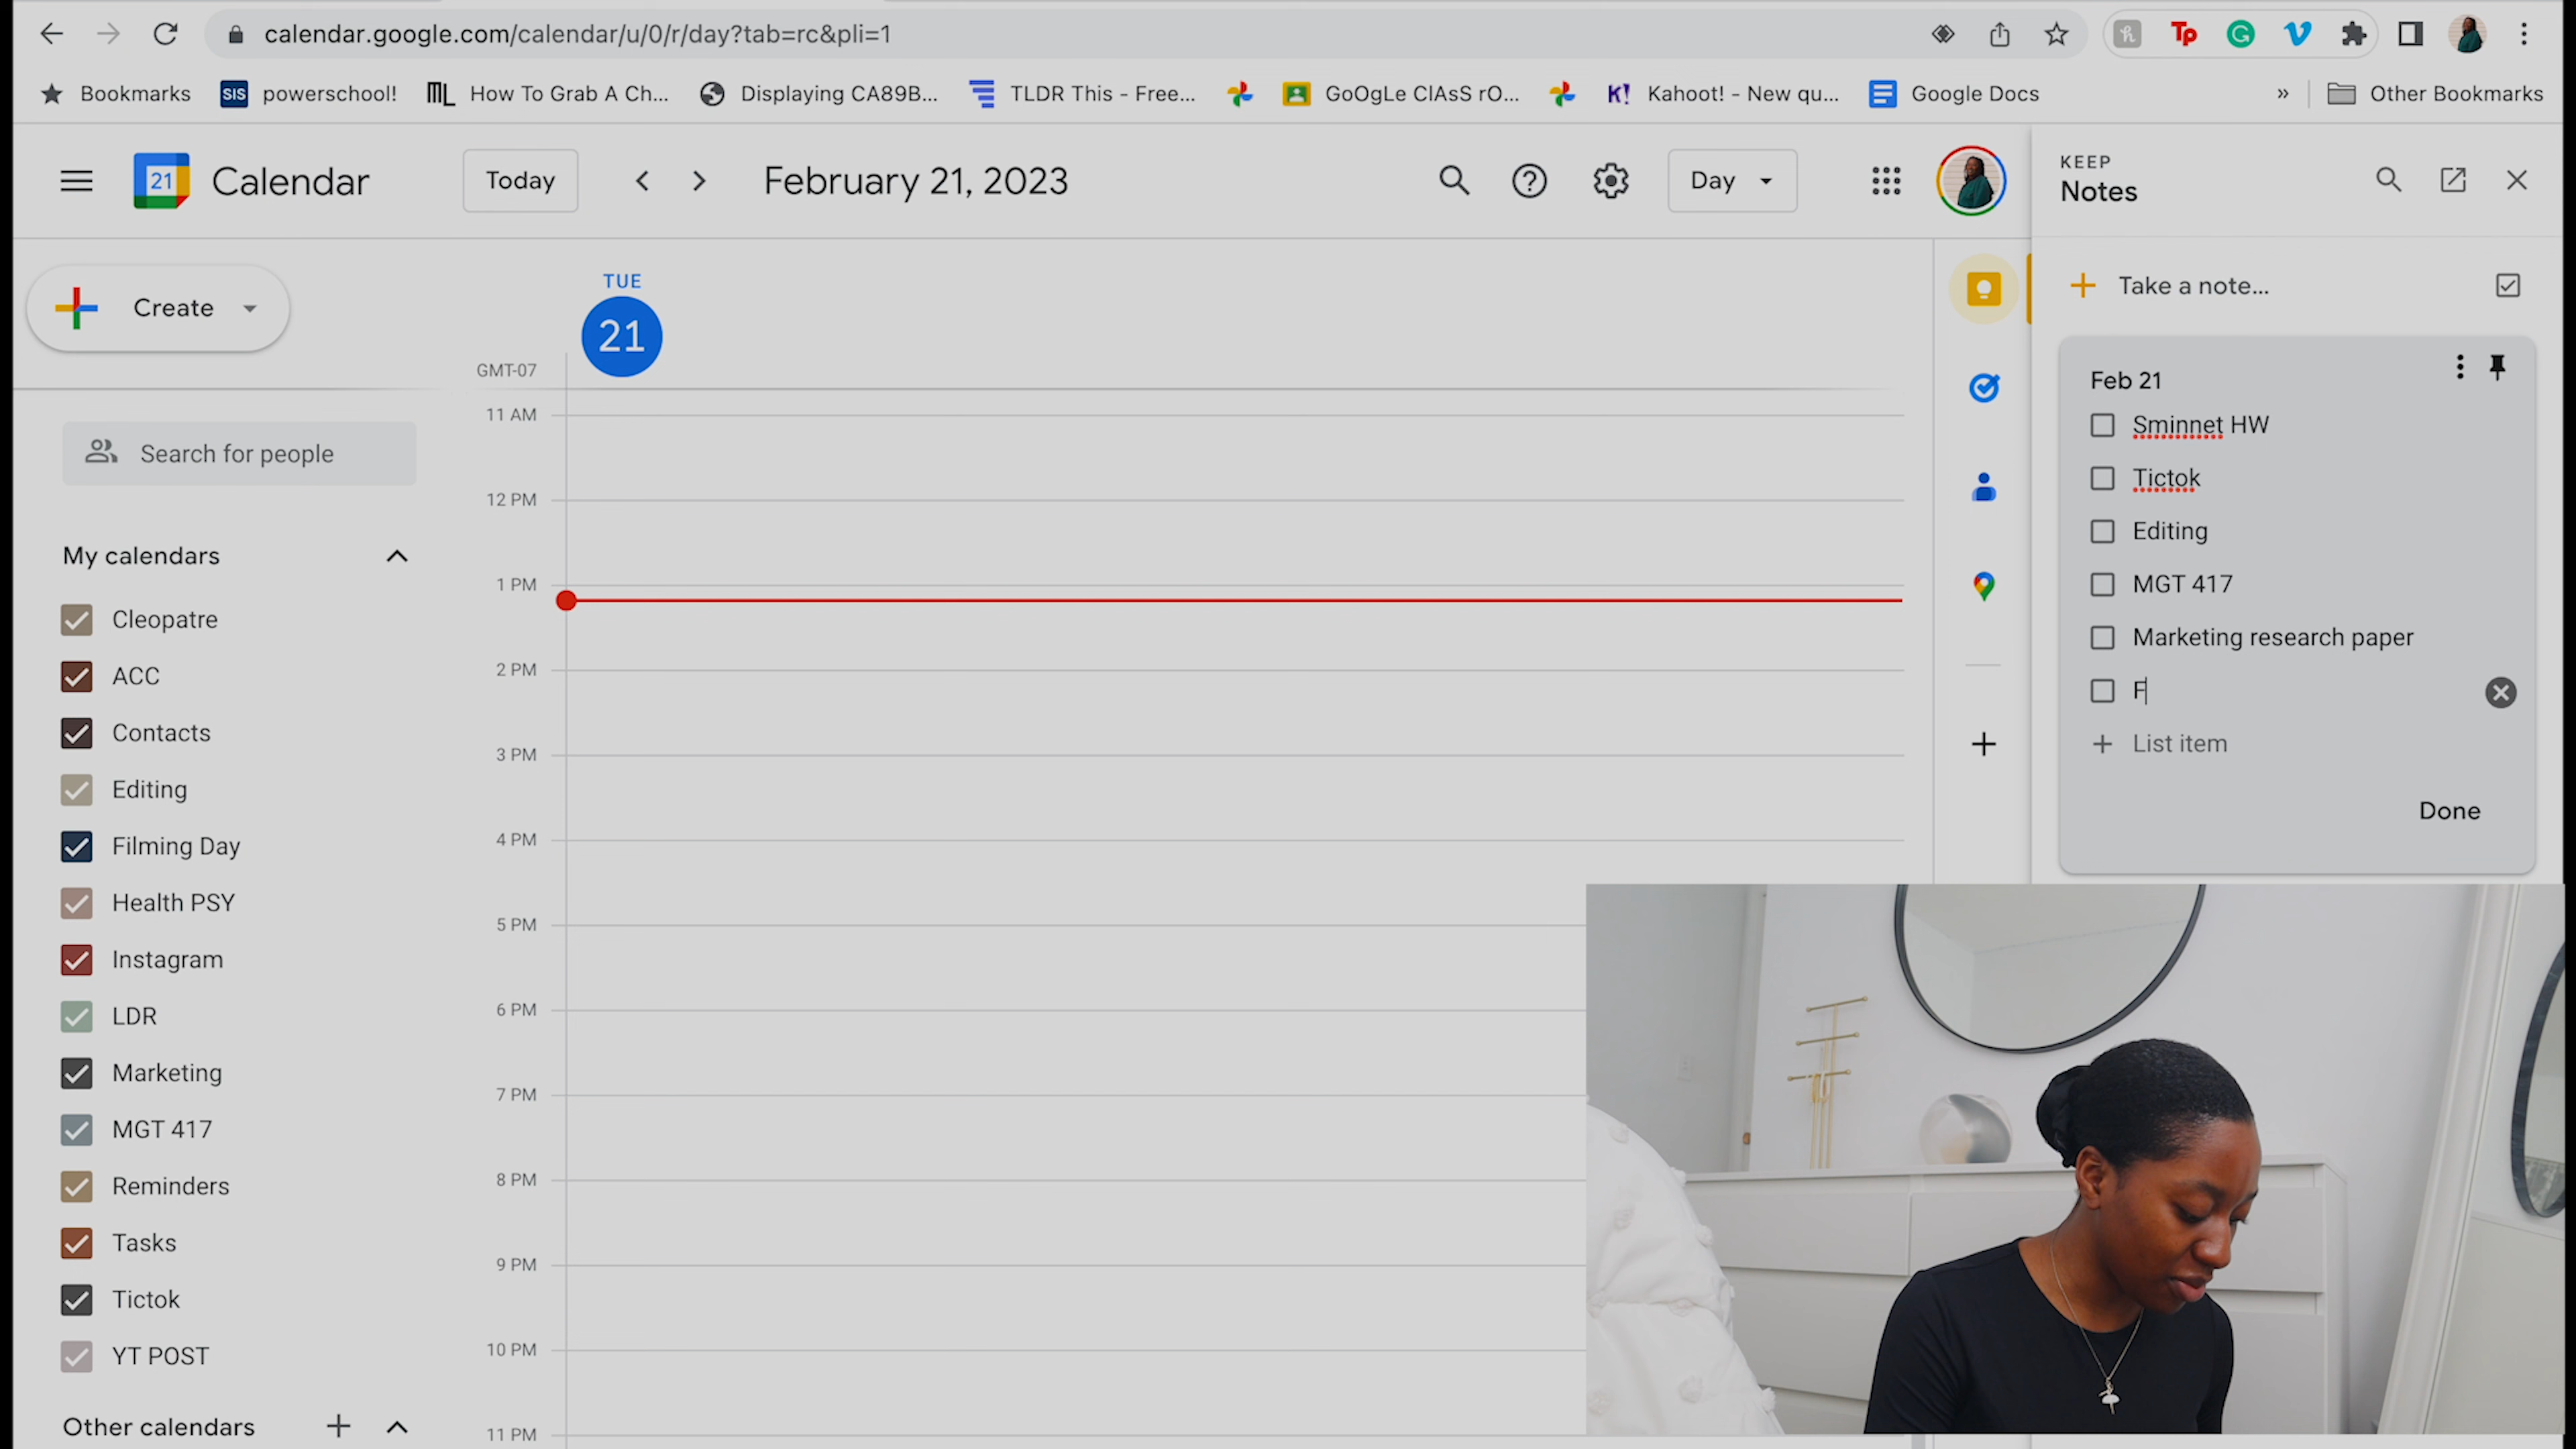 calendar.google.com/calendar/u/0/r/day?tab=rc&pli=1
Bookmarks
SIS powerschool!
ML How To Grab A Ch...
Displaying CA89B...
TLDR This - Free...
GoOgLe ClAsS rO...
K! Kahoot! - New qu...
Google Docs
»
Other Bookmarks
21 Calendar
Today
February 21, 2023
Day
KEEP
Notes
Create
TUE
21
GMT-07
Take a note...
Feb 21
Sminnet HW
Tictok
Editing
MGT 417
Marketing research paper
F
List item
Done
Search for people
My calendars
Cleopatre
ACC
Contacts
Editing
Filming Day
Health PSY
Instagram
LDR
Marketing
MGT 417
Reminders
Tasks
Tictok
YT POST
Other calendars
11 AM
12 PM
1 PM
2 PM
3 PM
4 PM
5 PM
6 PM
7 PM
8 PM
9 PM
10 PM
11 PM